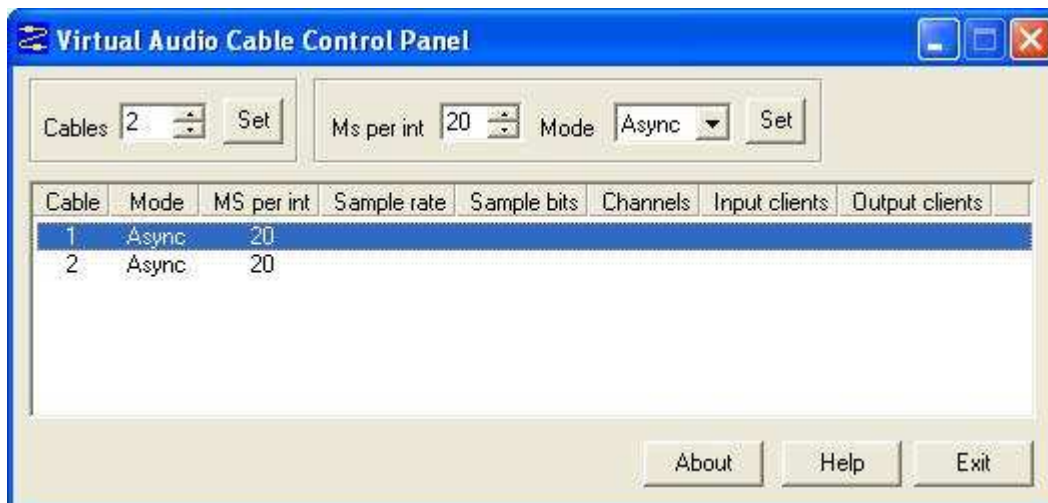 Virtual Audio Cable Control Panel
Cables 2 Set Ms per int 20 Mode Async Set
Cable Mode MS per int Sample rate Sample bits Channels Input clients Output clients
1 Async 20
2 Async 20
About Help Exit